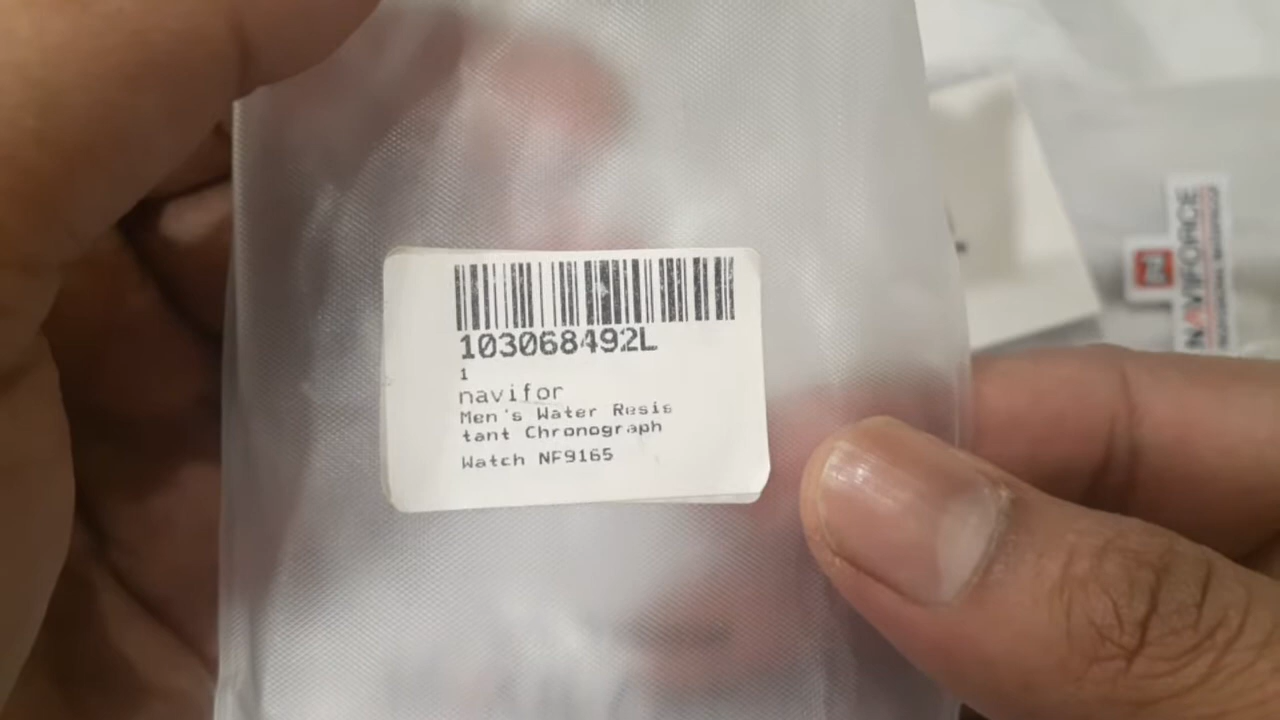 103068492L
1
navifor
Men's Water Resis
tant Chronograph
Watch NF9165
NAVIFORCE